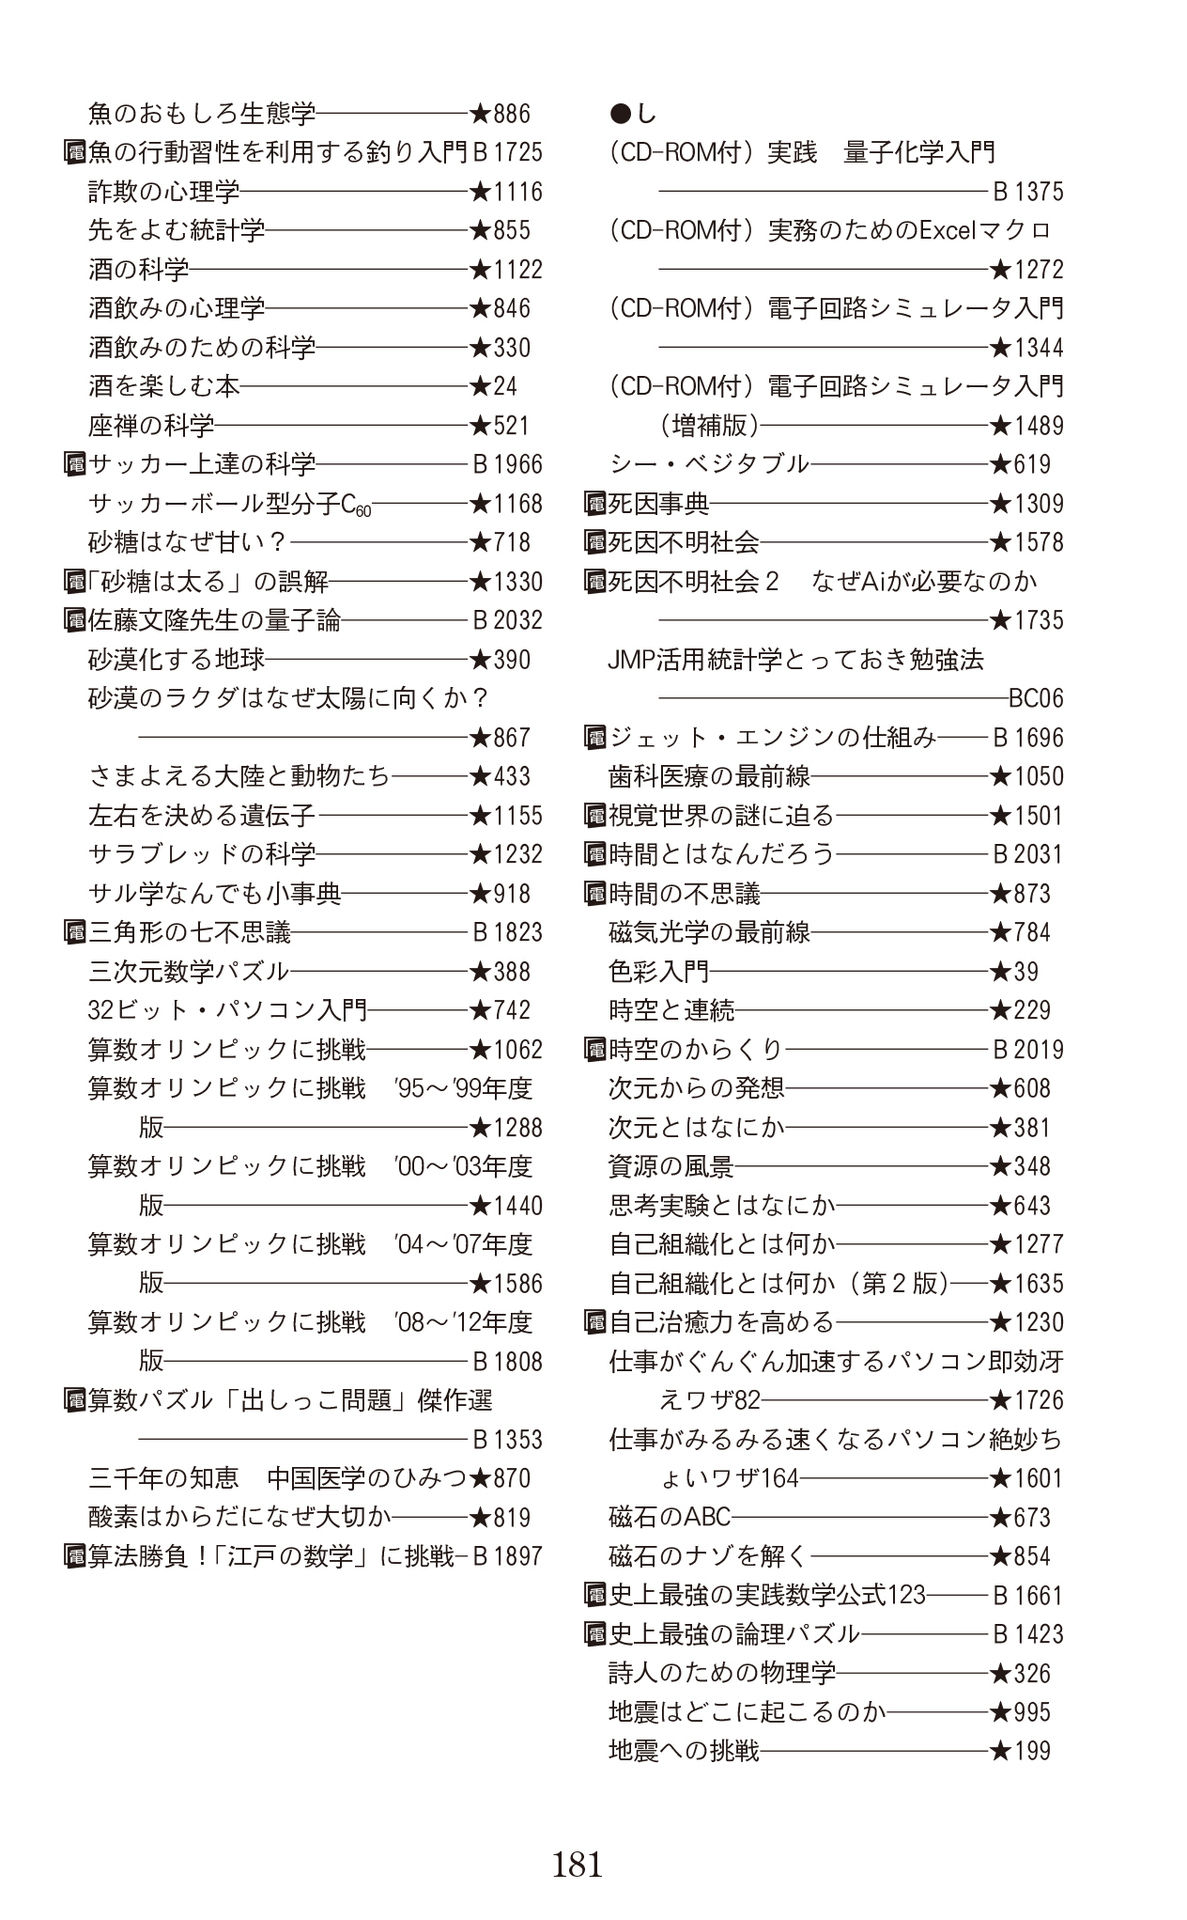 魚のおもしろ生態学――――――★886
電魚の行動習性を利用する釣り入門 B 1725
詐欺の心理学―――――――――★1116
先をよむ統計学――――――――★855
酒の科学―――――――――――★1122
酒飲みの心理学――――――――★846
酒飲みのための科学――――――★330
酒を楽しむ本―――――――――★24
座禅の科学――――――――――★521
電サッカー上達の科学―――――― B 1966
サッカーボール型分子C60――――★1168
砂糖はなぜ甘い？―――――――★718
電「砂糖は太る」の誤解―――――★1330
電佐藤文隆先生の量子論――――― B 2032
砂漠化する地球――――――――★390
砂漠のラクダはなぜ太陽に向くか？
―――――――――――――★867
さまよえる大陸と動物たち―――★433
左右を決める遺伝子――――――★1155
サラブレッドの科学――――――★1232
サル学なんでも小事典―――――★918
電三角形の七不思議――――――― B 1823
三次元数学パズル―――――――★388
32ビット・パソコン入門――――★742
算数オリンピックに挑戦――――★1062
算数オリンピックに挑戦　'95〜'99年度
版――――――――――――★1288
算数オリンピックに挑戦　'00〜'03年度
版――――――――――――★1440
算数オリンピックに挑戦　'04〜'07年度
版――――――――――――★1586
算数オリンピックに挑戦　'08〜'12年度
版―――――――――――― B 1808
電算数パズル「出しっこ問題」傑作選
――――――――――――― B 1353
三千年の知恵　中国医学のひみつ★870
酸素はからだになぜ大切か―――★819
電算法勝負！「江戸の数学」に挑戦– B 1897
●し
（CD-ROM付）実践　量子化学入門
――――――――――――― B 1375
（CD-ROM付）実務のためのExcelマクロ
―――――――――――――★1272
（CD-ROM付）電子回路シミュレータ入門
―――――――――――――★1344
（CD-ROM付）電子回路シミュレータ入門
（増補版）―――――――――★1489
シー・ベジタブル―――――――★619
電死因事典―――――――――――★1309
電死因不明社会―――――――――★1578
電死因不明社会２　なぜAiが必要なのか
―――――――――――――★1735
JMP活用統計学とっておき勉強法
――――――――――――――BC06
電ジェット・エンジンの仕組み―― B 1696
歯科医療の最前線―――――――★1050
電視覚世界の謎に迫る――――――★1501
電時間とはなんだろう―――――― B 2031
電時間の不思議―――――――――★873
磁気光学の最前線―――――――★784
色彩入門―――――――――――★39
時空と連続――――――――――★229
電時空のからくり―――――――― B 2019
次元からの発想――――――――★608
次元とはなにか――――――――★381
資源の風景――――――――――★348
思考実験とはなにか――――――★643
自己組織化とは何か――――――★1277
自己組織化とは何か（第２版）――★1635
電自己治癒力を高める――――――★1230
仕事がぐんぐん加速するパソコン即効冴
えワザ82―――――――――★1726
仕事がみるみる速くなるパソコン絶妙ち
ょいワザ164――――――――★1601
磁石のABC――――――――――★673
磁石のナゾを解く―――――――★854
電史上最強の実践数学公式123――― B 1661
電史上最強の論理パズル――――― B 1423
詩人のための物理学――――――★326
地震はどこに起こるのか――――★995
地震への挑戦―――――――――★199
181